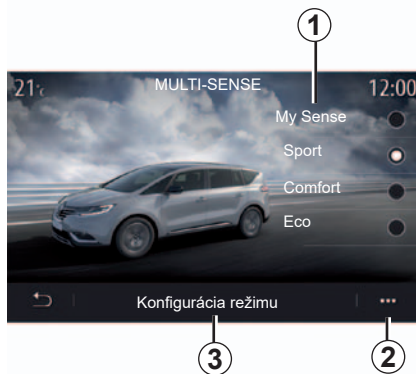 1
21°c MULTI-SENSE 12:00
My Sense
Sport
Comfort
Eco
Konfigurácia režimu
3 2